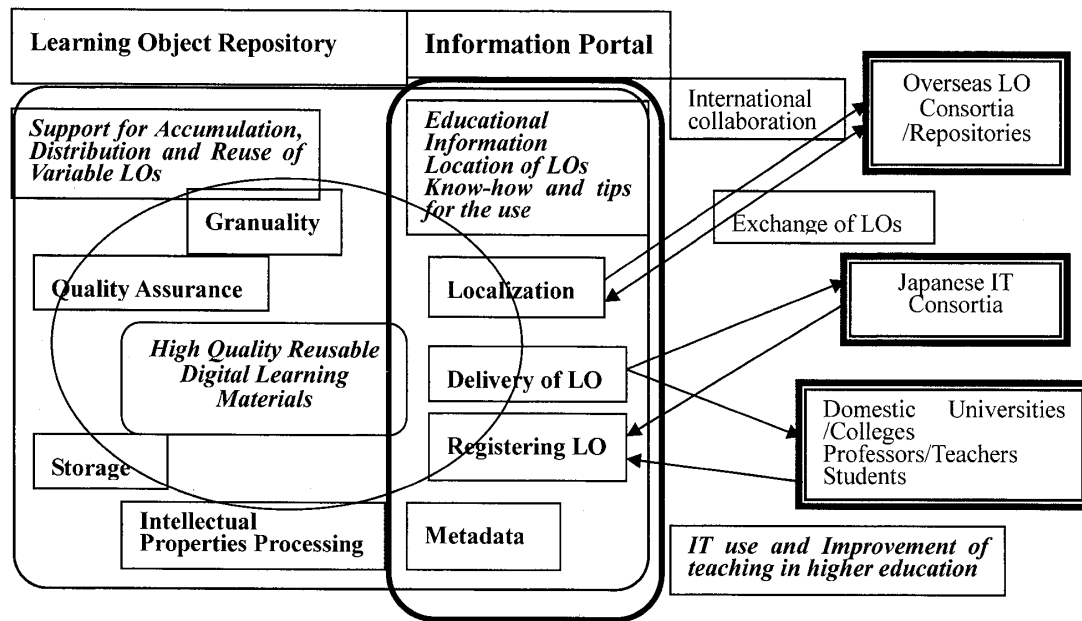 Learning Object Repository
Information Portal
Support for Accumulation,
Distribution and Reuse of
Variable LOs
Educational
Information
Location of LOs
Know-how and tips
for the use
International
collaboration
Overseas LO
Consortia
/Repositories
Granuality
Exchange of LOs
Quality Assurance
Localization
Japanese IT
Consortia
High Quality Reusable
Digital Learning
Materials
Delivery of LO
Registering LO
Domestic Universities
/Colleges
Professors/Teachers
Students
Storage
Intellectual
Properties Processing
Metadata
IT use and Improvement of
teaching in higher education